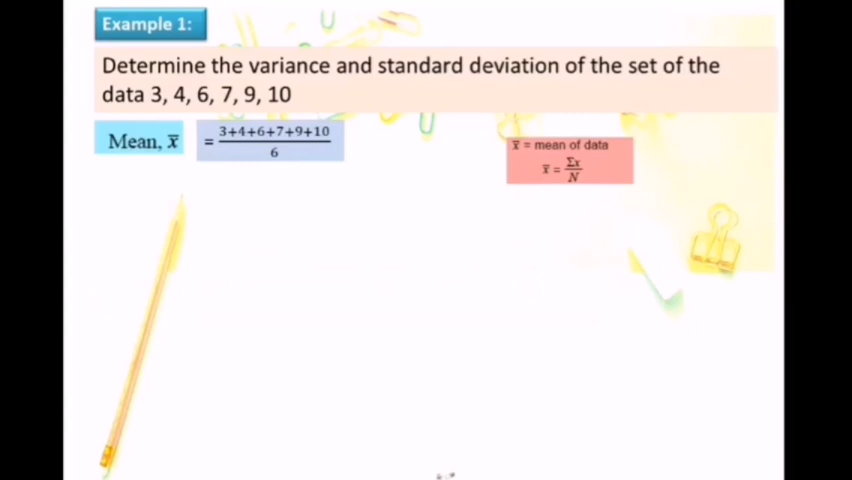 Example 1:
Determine the variance and standard deviation of the set of the
data 3, 4, 6, 7, 9, 10
Mean, x̅ = 3+4+6+7+9+10 / 6
x̅ = mean of data
x̅ = Σx / N